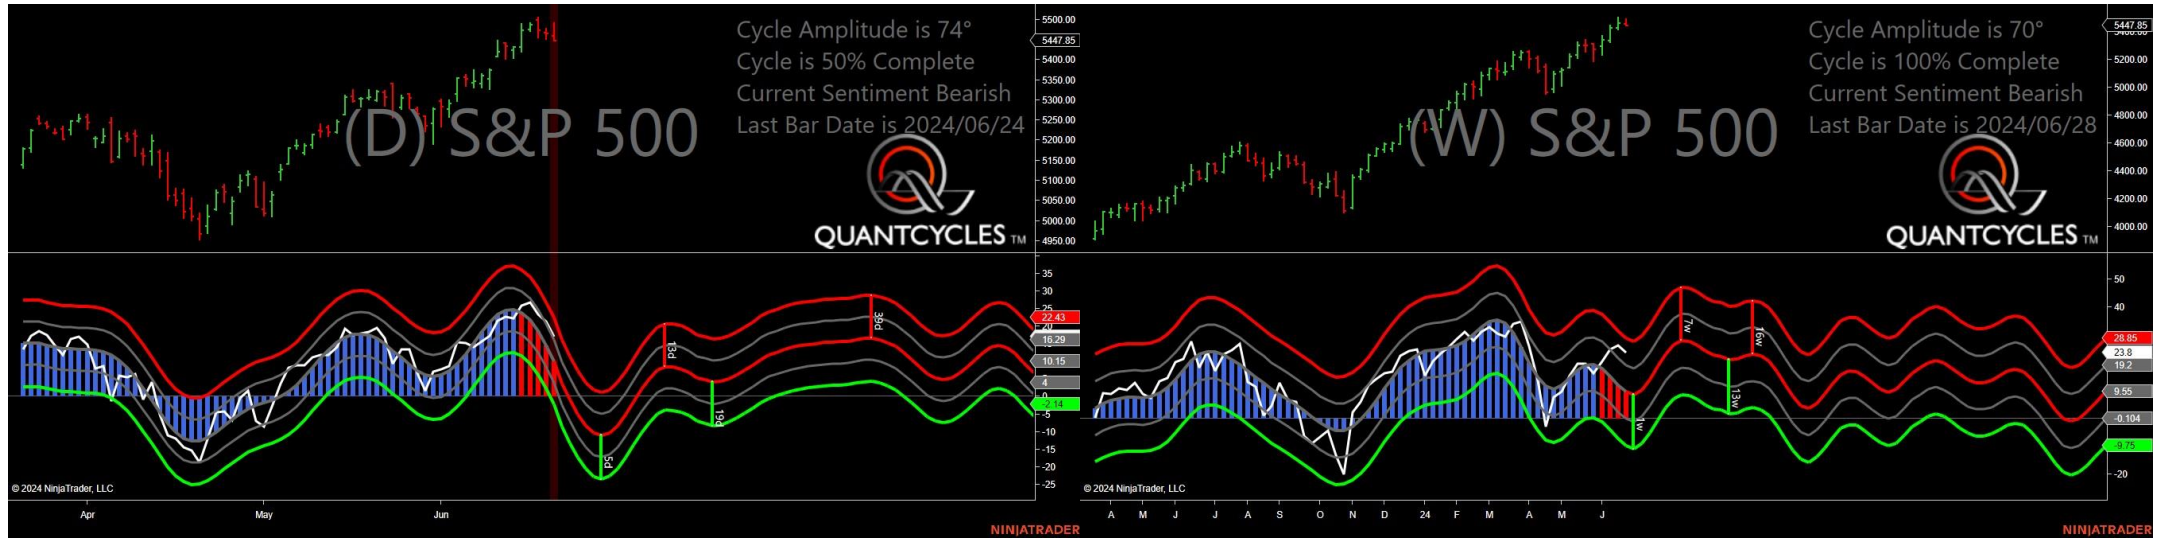 Cycle Amplitude is 74°
Cycle is 50% Complete
Current Sentiment Bearish
Last Bar Date is 2024/06/24
(D) S&P 500
QUANTCYCLES TM
5500.00
5447.85
5400.00
5350.00
5300.00
5250.00
5200.00
5150.00
5100.00
5050.00
5000.00
4950.00
35
30
25
22.43
20
16.29
10.15
4
0
-2.14
-5
-10
-15
-20
-25
5d
13d
19d
39d
© 2024 NinjaTrader, LLC
Apr May Jun
NINJATRADER
Cycle Amplitude is 70°
Cycle is 100% Complete
Current Sentiment Bearish
Last Bar Date is 2024/06/28
(W) S&P 500
QUANTCYCLES TM
5447.85
5200.00
5000.00
4800.00
4600.00
4400.00
4200.00
4000.00
50
40
28.85
23.8
19.2
9.55
-0.104
-9.75
-20
1w
7w
13w
16w
© 2024 NinjaTrader, LLC
A M J J A S O N D 24 F M A M J
NINJATRADER